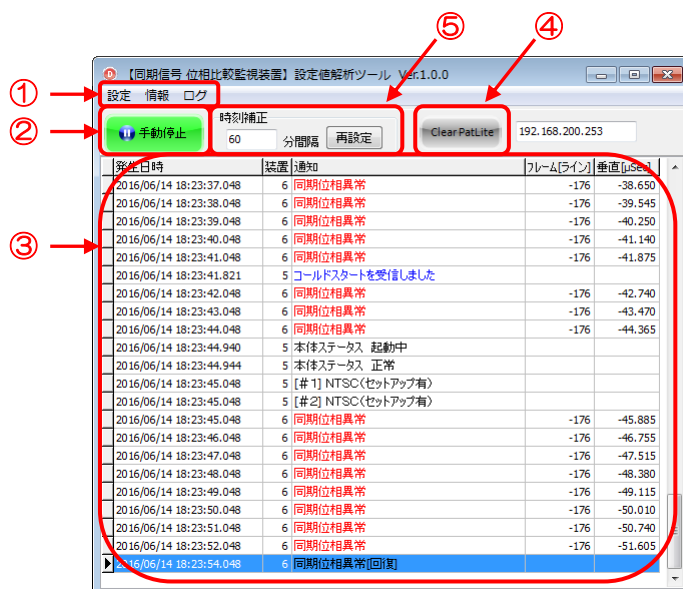 ⑤ ④
【同期信号 位相比較監視装置】設定値解析ツール Ver.1.0.0
① 設定 情報 ログ
② 手動停止 時刻補正 60 分間隔 再設定 ClearPatLite 192.168.200.253
発生日時 装置 通知 フレーム[ライン] 垂直[μSec]
2016/06/14 18:23:37.048 6 同期位相異常 -176 -38.650
2016/06/14 18:23:38.048 6 同期位相異常 -176 -39.545
2016/06/14 18:23:39.048 6 同期位相異常 -176 -40.250
③ 2016/06/14 18:23:40.048 6 同期位相異常 -176 -41.140
2016/06/14 18:23:41.048 6 同期位相異常 -176 -41.875
2016/06/14 18:23:41.821 5 コールドスタートを受信しました
2016/06/14 18:23:42.048 6 同期位相異常 -176 -42.740
2016/06/14 18:23:43.048 6 同期位相異常 -176 -43.470
2016/06/14 18:23:44.048 6 同期位相異常 -176 -44.365
2016/06/14 18:23:44.940 5 本体ステータス 起動中
2016/06/14 18:23:44.944 5 本体ステータス 正常
2016/06/14 18:23:45.048 5 [#1] NTSC(セットアップ有)
2016/06/14 18:23:45.048 5 [#2] NTSC(セットアップ有)
2016/06/14 18:23:45.048 6 同期位相異常 -176 -45.885
2016/06/14 18:23:46.048 6 同期位相異常 -176 -46.755
2016/06/14 18:23:47.048 6 同期位相異常 -176 -47.515
2016/06/14 18:23:48.048 6 同期位相異常 -176 -48.380
2016/06/14 18:23:49.048 6 同期位相異常 -176 -49.115
2016/06/14 18:23:50.048 6 同期位相異常 -176 -50.010
2016/06/14 18:23:51.048 6 同期位相異常 -176 -50.740
2016/06/14 18:23:52.048 6 同期位相異常 -176 -51.605
2016/06/14 18:23:54.048 6 同期位相異常[回復]